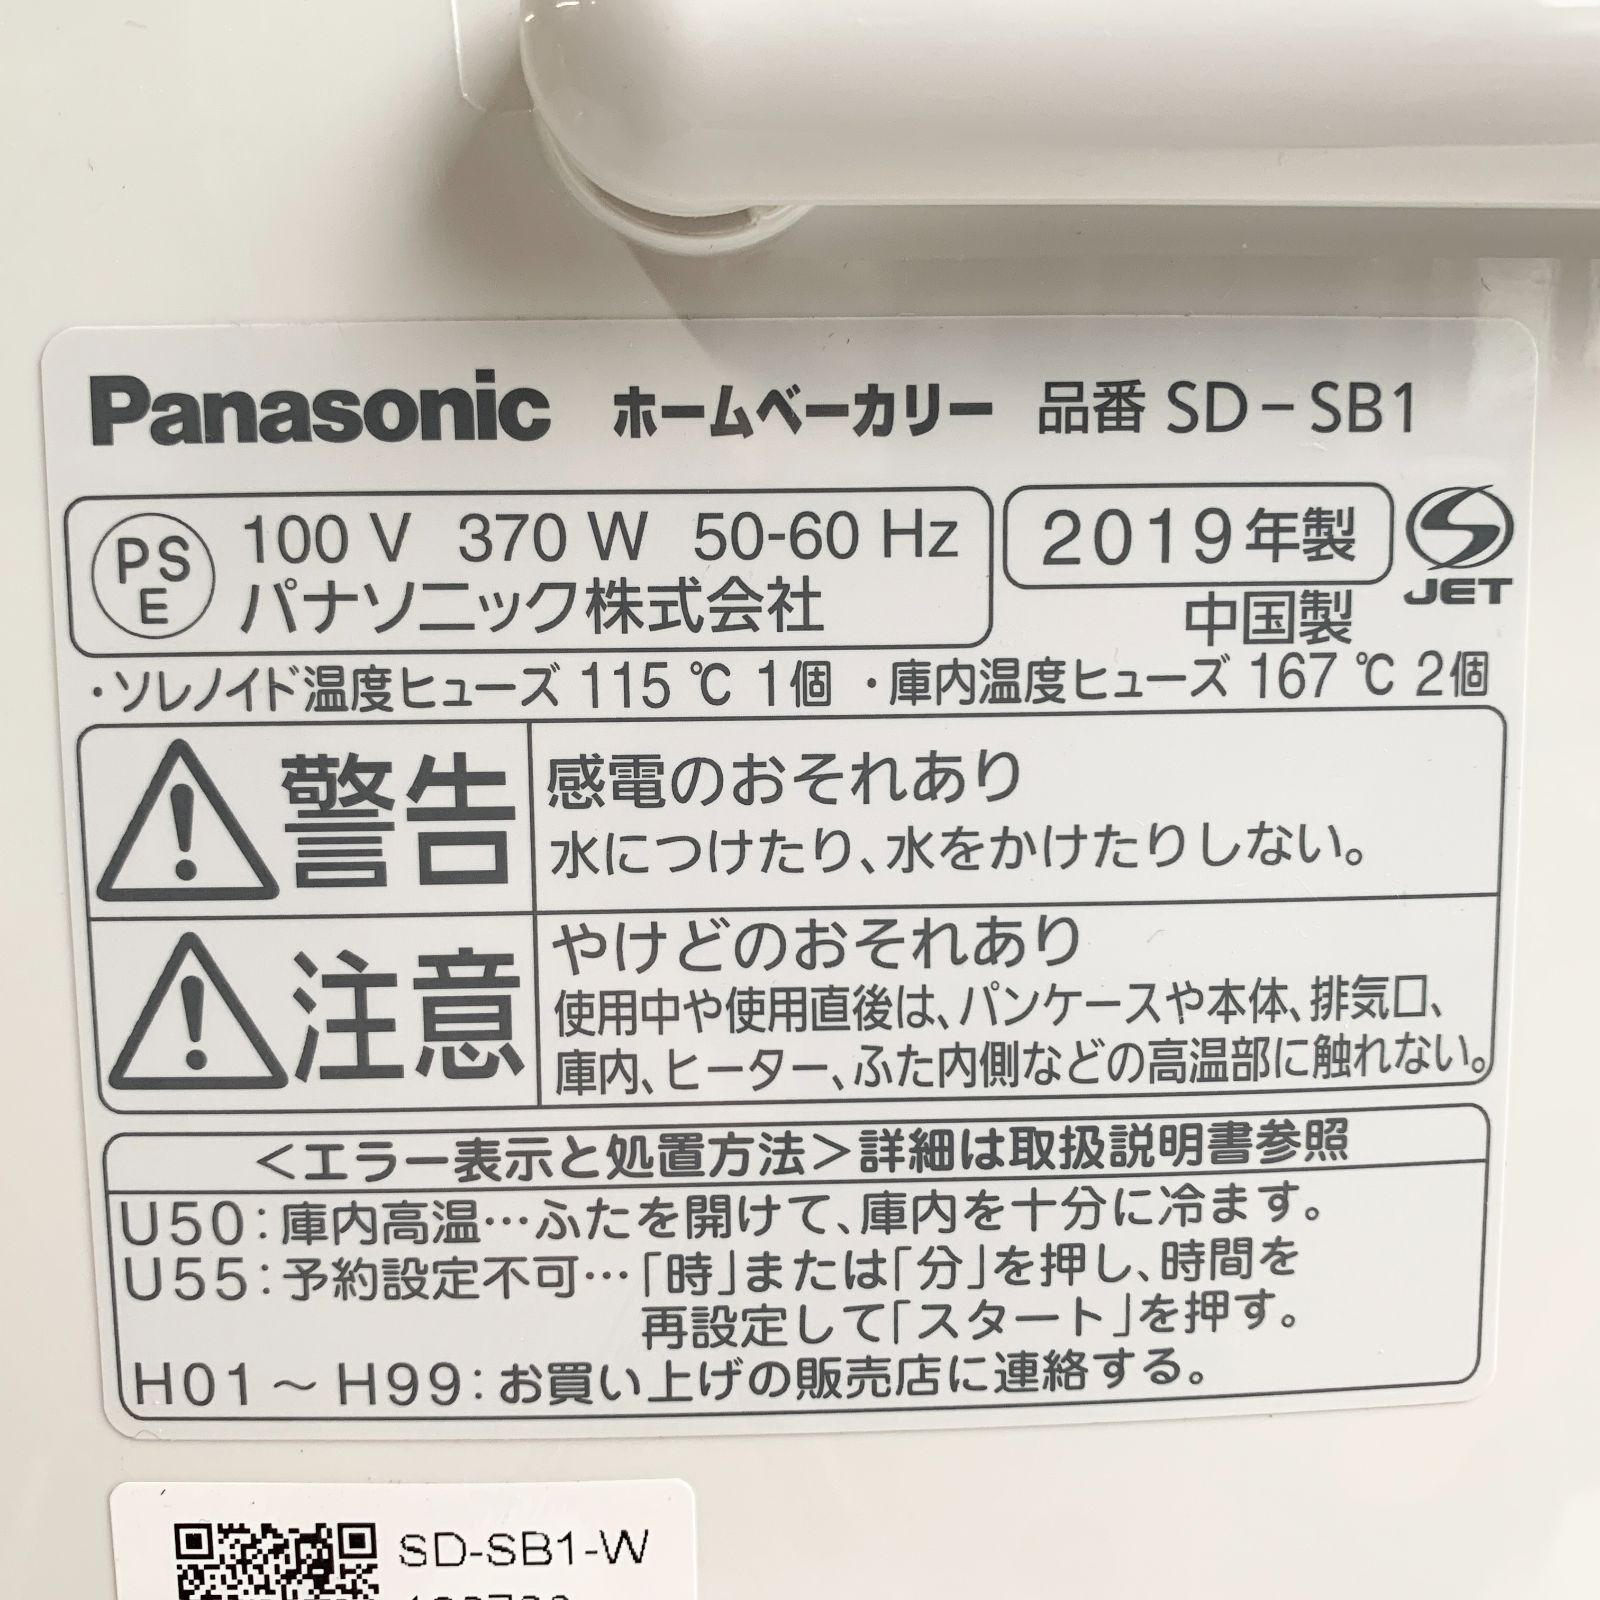 Panasonic ホームベーカリー 品番 SD-SB1
PSE 100 V 370 W 50-60 Hz
パナソニック株式会社
2019年製
中国製
JET
・ソレノイド温度ヒューズ 115 ℃ 1個 ・庫内温度ヒューズ 167 ℃ 2個
警告
感電のおそれあり
水につけたり、水をかけたりしない。
注意
やけどのおそれあり
使用中や使用直後は、パンケースや本体、排気口、
庫内、ヒーター、ふた内側などの高温部に触れない。
<エラー表示と処置方法>詳細は取扱説明書参照
U50:庫内高温…ふたを開けて、庫内を十分に冷ます。
U55:予約設定不可…「時」または「分」を押し、時間を
再設定して「スタート」を押す。
H01～H99:お買い上げの販売店に連絡する。
SD-SB1-W